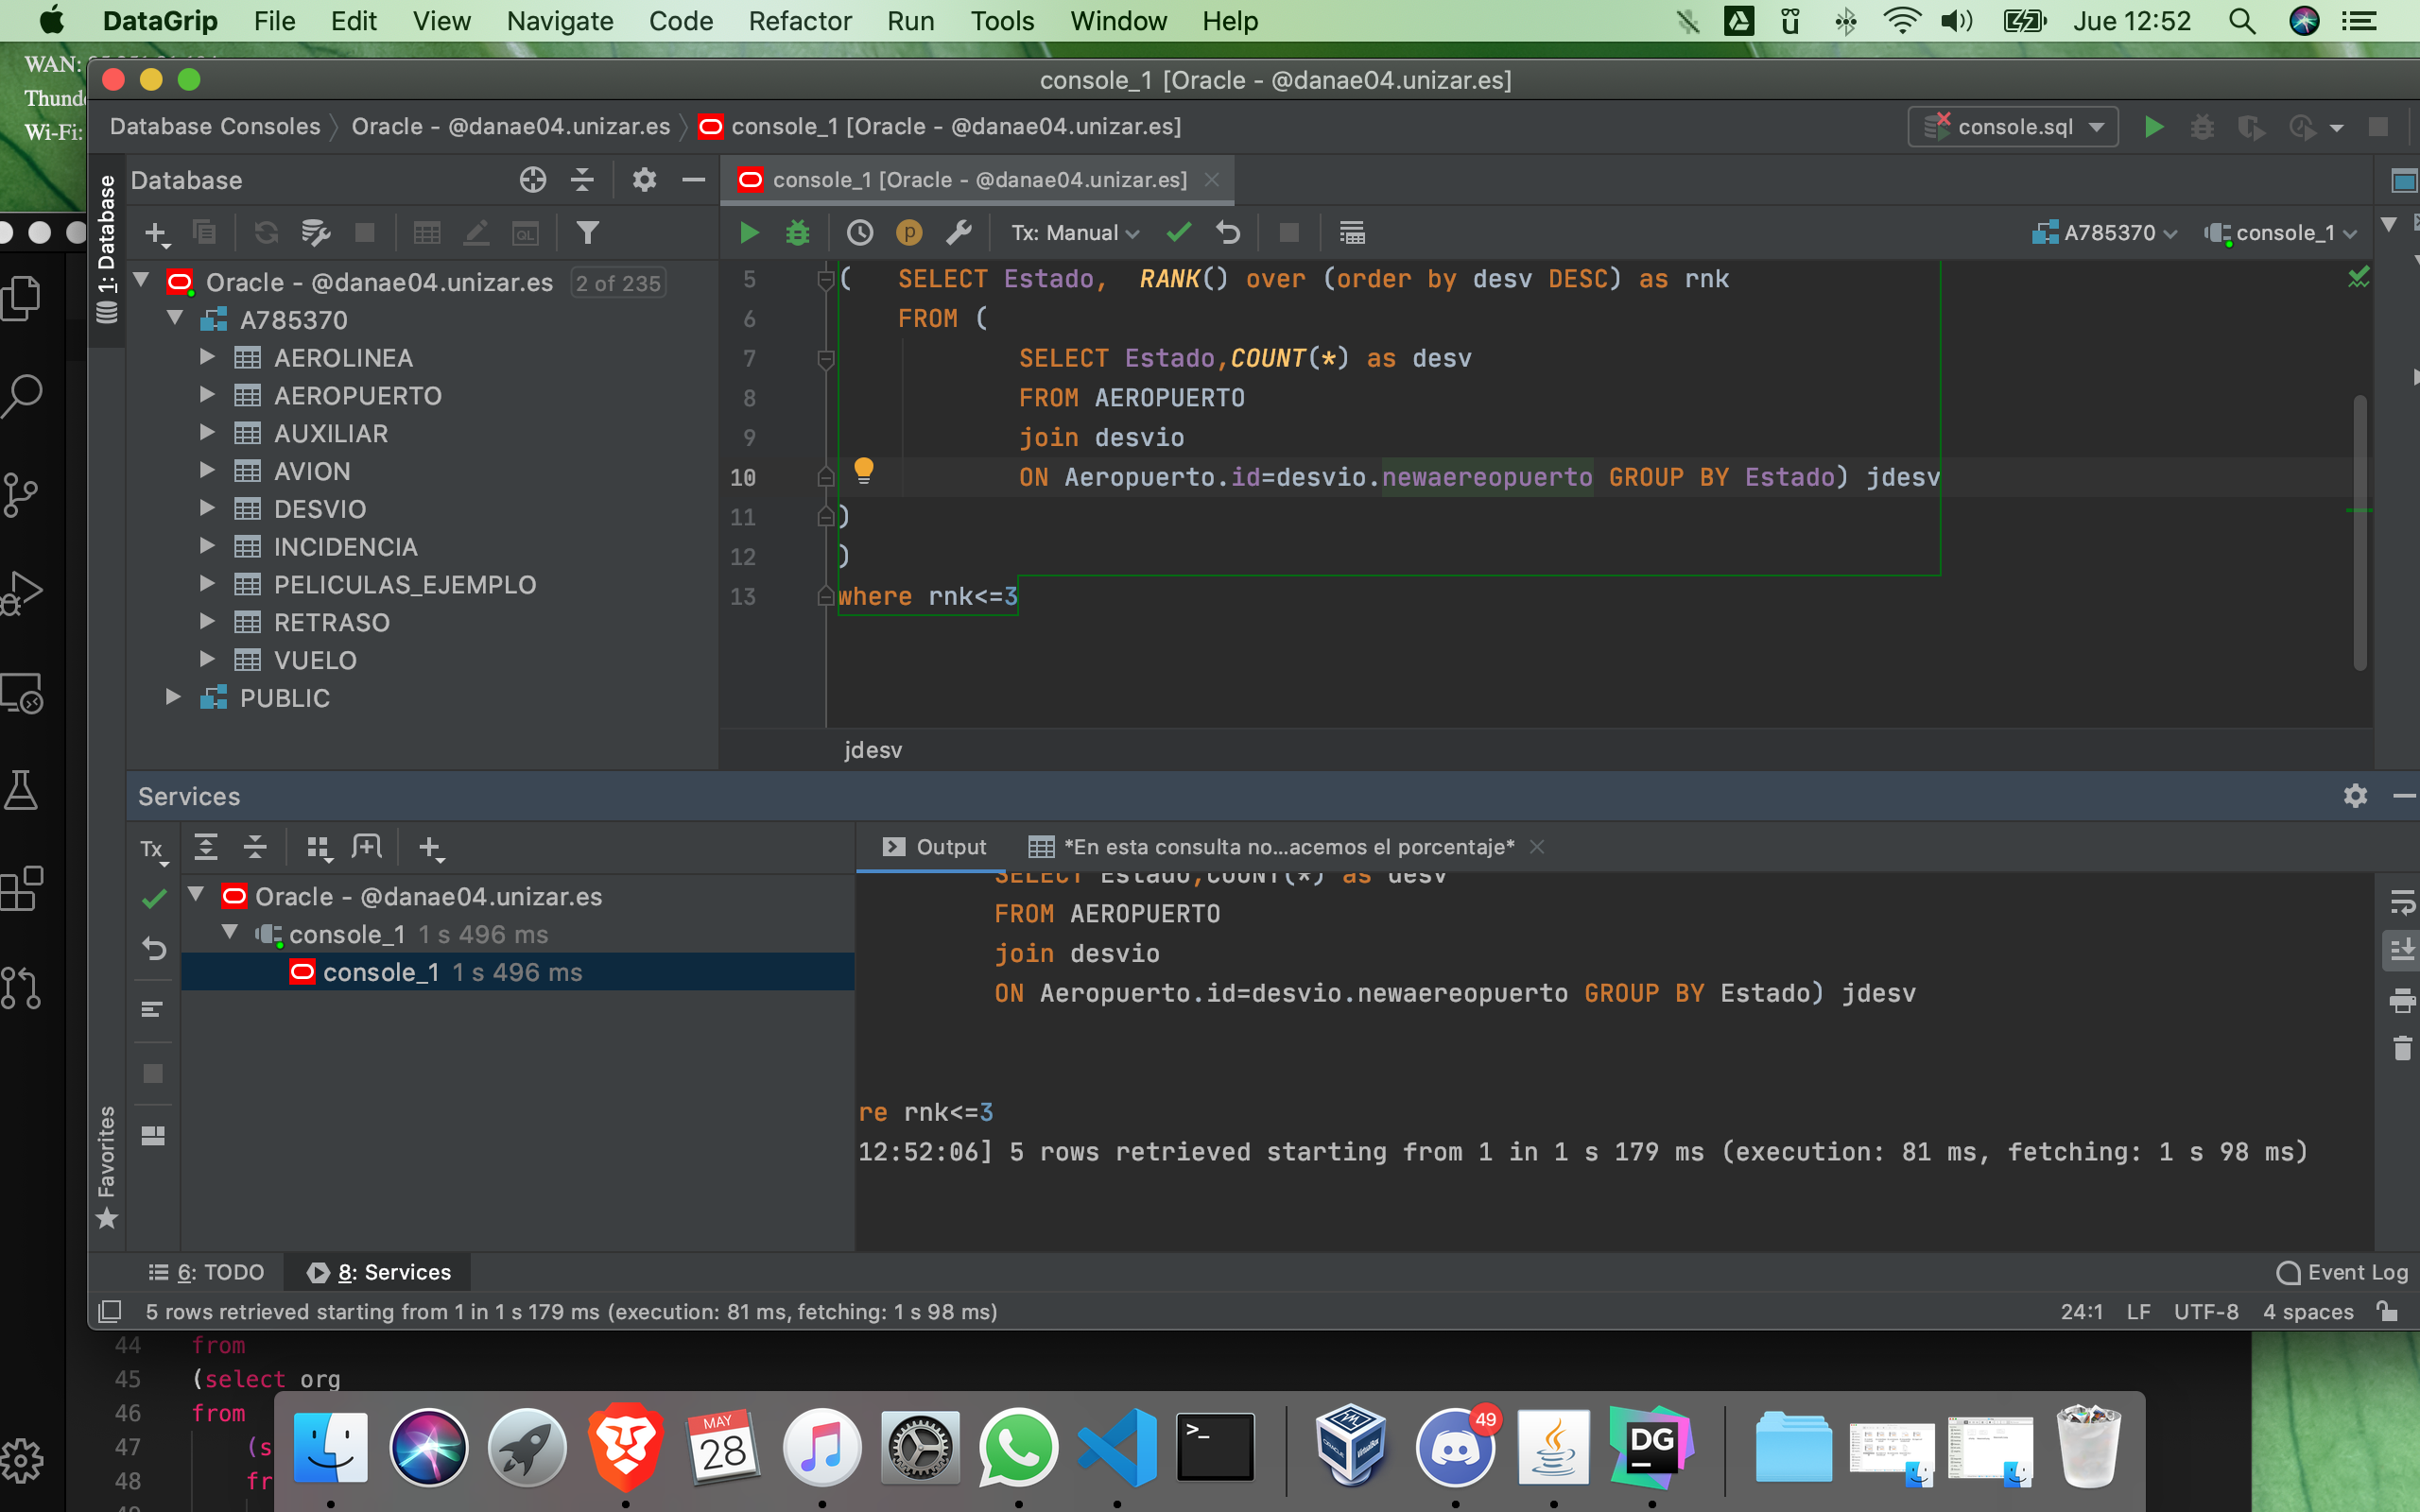 DataGrip File Edit View Navigate Code Refactor Run Tools Window Help Jue 12:52
WAN:
Thunde
Wi-Fi:
console_1 [Oracle - @danae04.unizar.es]
Database Consoles Oracle - @danae04.unizar.es console_1 [Oracle - @danae04.unizar.es] console.sql
1: Database
Database
console_1 [Oracle - @danae04.unizar.es]
Tx: Manual A785370 console_1
Oracle - @danae04.unizar.es 2 of 235
A785370
AEROLINEA
AEROPUERTO
AUXILIAR
AVION
DESVIO
INCIDENCIA
PELICULAS_EJEMPLO
RETRASO
VUELO
PUBLIC
5 ( SELECT Estado, RANK() over (order by desv DESC) as rnk
6 FROM (
7 SELECT Estado,COUNT(*) as desv
8 FROM AEROPUERTO
9 join desvio
10 ON Aeropuerto.id=desvio.newaereopuerto GROUP BY Estado) jdesv
11 )
12 )
13 where rnk<=3
jdesv
Services
Tx
Output *En esta consulta no...acemos el porcentaje*
Oracle - @danae04.unizar.es
console_1 1 s 496 ms
console_1 1 s 496 ms
SELECT Estado,COUNT(*) as desv
FROM AEROPUERTO
join desvio
ON Aeropuerto.id=desvio.newaereopuerto GROUP BY Estado) jdesv
re rnk<=3
12:52:06] 5 rows retrieved starting from 1 in 1 s 179 ms (execution: 81 ms, fetching: 1 s 98 ms)
Favorites
6: TODO 8: Services Event Log
5 rows retrieved starting from 1 in 1 s 179 ms (execution: 81 ms, fetching: 1 s 98 ms) 24:1 LF UTF-8 4 spaces
44 from
45 (select org
46 from
47 (s
48 fr
MAY
28
49
DG